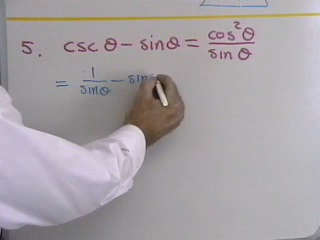 5. csc θ − sin θ = cos²θ / sin θ
= 1 / sin θ − sin